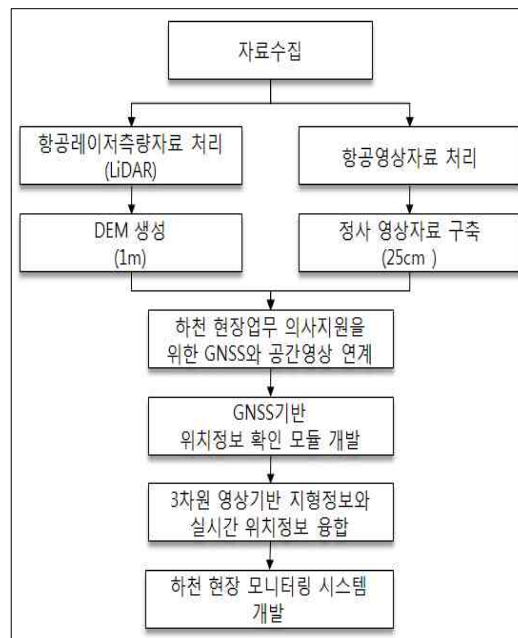 자료수집
항공레이저측량자료 처리
(LiDAR)
항공영상자료 처리
DEM 생성
(1m)
정사 영상자료 구축
(25cm )
하천 현장업무 의사지원을
위한 GNSS와 공간영상 연계
GNSS기반
위치정보 확인 모듈 개발
3차원 영상기반 지형정보와
실시간 위치정보 융합
하천 현장 모니터링 시스템
개발